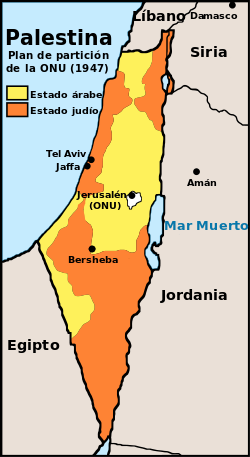 Líbano
Damasco
Palestina
Plan de partición
de la ONU (1947)
Siria
Estado árabe
Estado judío
Tel Aviv
Jaffa
Amán
Jerusalén
(ONU)
Mar Muerto
Bersheba
Jordania
Egipto